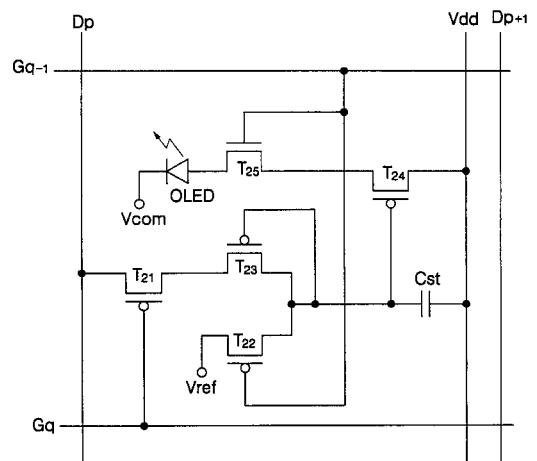 Dp
Vdd
Dp+1
Gq-1
T25
T24
OLED
Vcom
T23
T21
Cst
T22
Vref
Gq